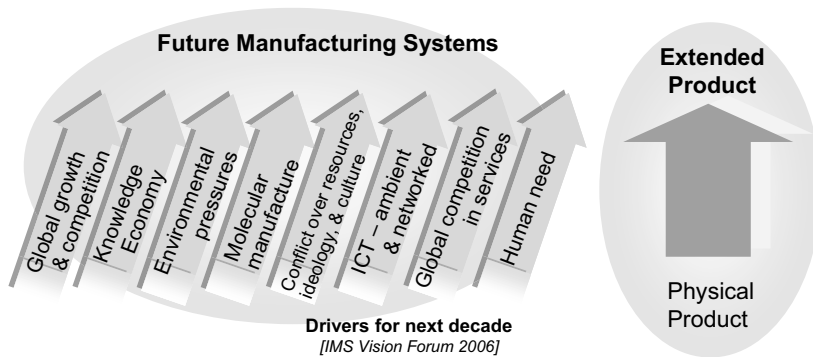 Future Manufacturing Systems
Global growth
& competition
Knowledge
Economy
Environmental
pressures
Molecular
manufacture
Conflict over resources,
ideology, & culture
ICT – ambient
& networked
Global competition
in services
Human need
Drivers for next decade
[IMS Vision Forum 2006]
Extended
Product
Physical
Product